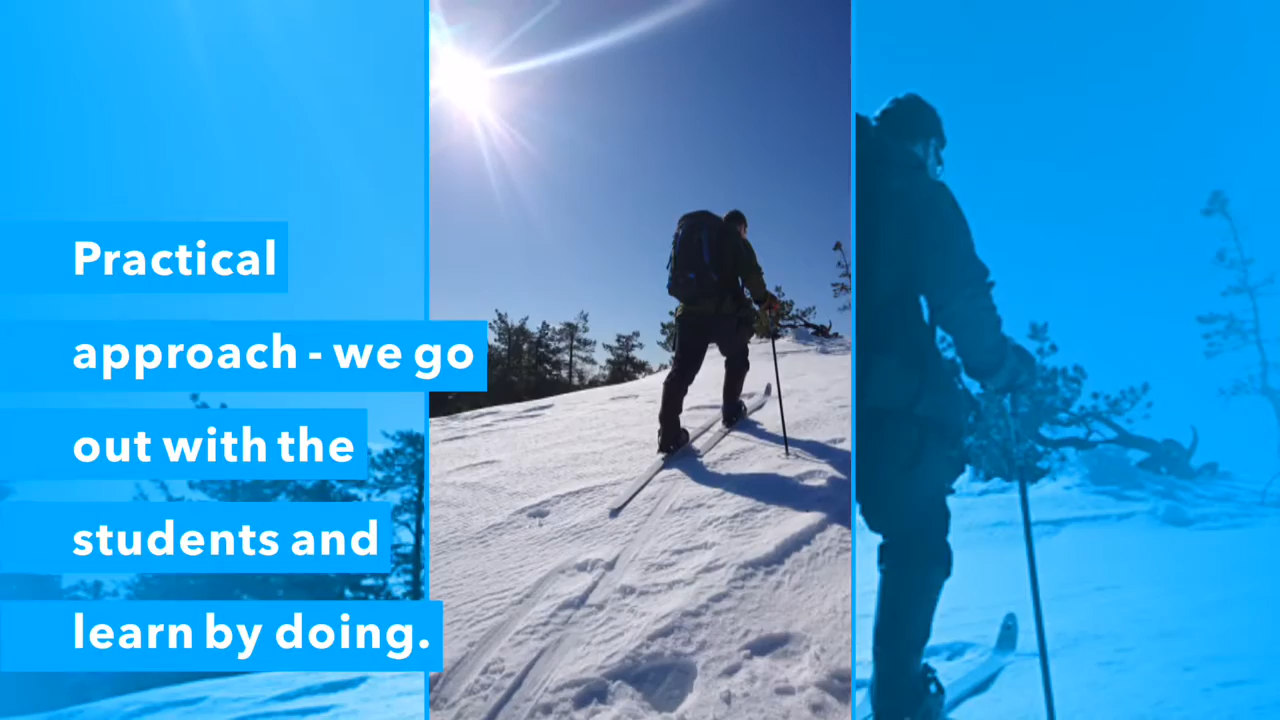 Practical
approach - we go
out with the
students and
learn by doing.